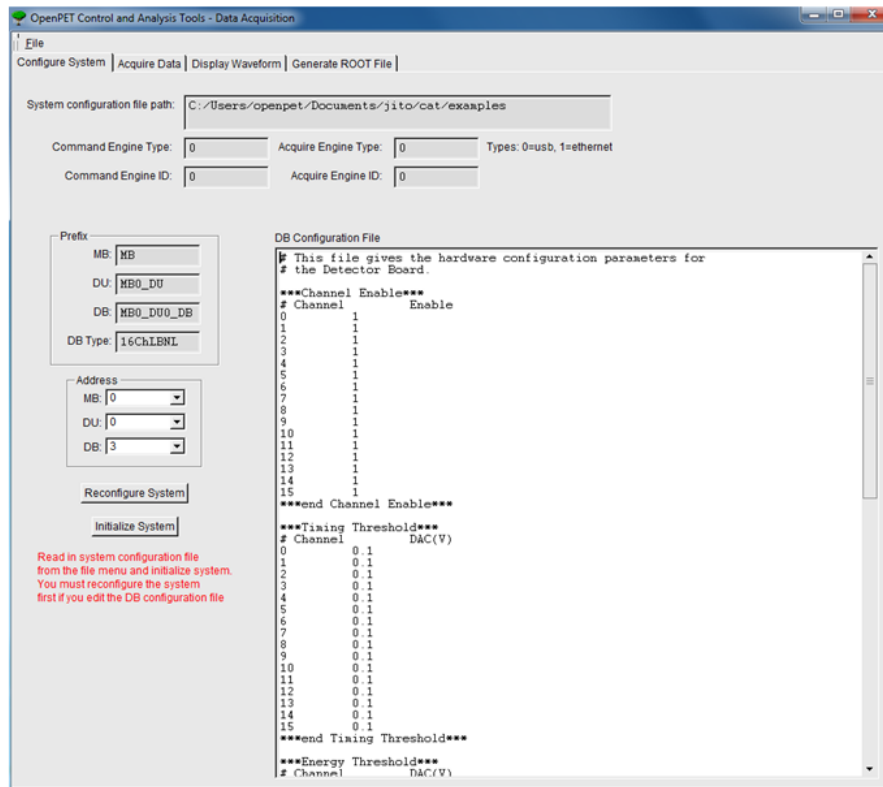 OpenPET Control and Analysis Tools - Data Acquisition
File
Configure System Acquire Data Display Waveform Generate ROOT File
System configuration file path: C:/Users/openpet/Documents/jito/cat/examples
Command Engine Type: 0 Acquire Engine Type: 0 Types: 0=usb, 1=ethernet
Command Engine ID: 0 Acquire Engine ID: 0
Prefix
MB: MB
DU: MB0_DU
DB: MB0_DU0_DB
DB Type: 16ChLBNL
Address
MB: 0
DU: 0
DB: 3
Reconfigure System
Initialize System
Read in system configuration file
from the file menu and initialize system.
You must reconfigure the system
first if you edit the DB configuration file
DB Configuration File
# This file gives the hardware configuration parameters for
# the Detector Board.
***Channel Enable***
# Channel Enable
0 1
1 1
2 1
3 1
4 1
5 1
6 1
7 1
8 1
9 1
10 1
11 1
12 1
13 1
14 1
15 1
***end Channel Enable***
***Timing Threshold***
# Channel DAC(V)
0 0.1
1 0.1
2 0.1
3 0.1
4 0.1
5 0.1
6 0.1
7 0.1
8 0.1
9 0.1
10 0.1
11 0.1
12 0.1
13 0.1
14 0.1
15 0.1
***end Timing Threshold***
***Energy Threshold***
# Channel DAC(V)